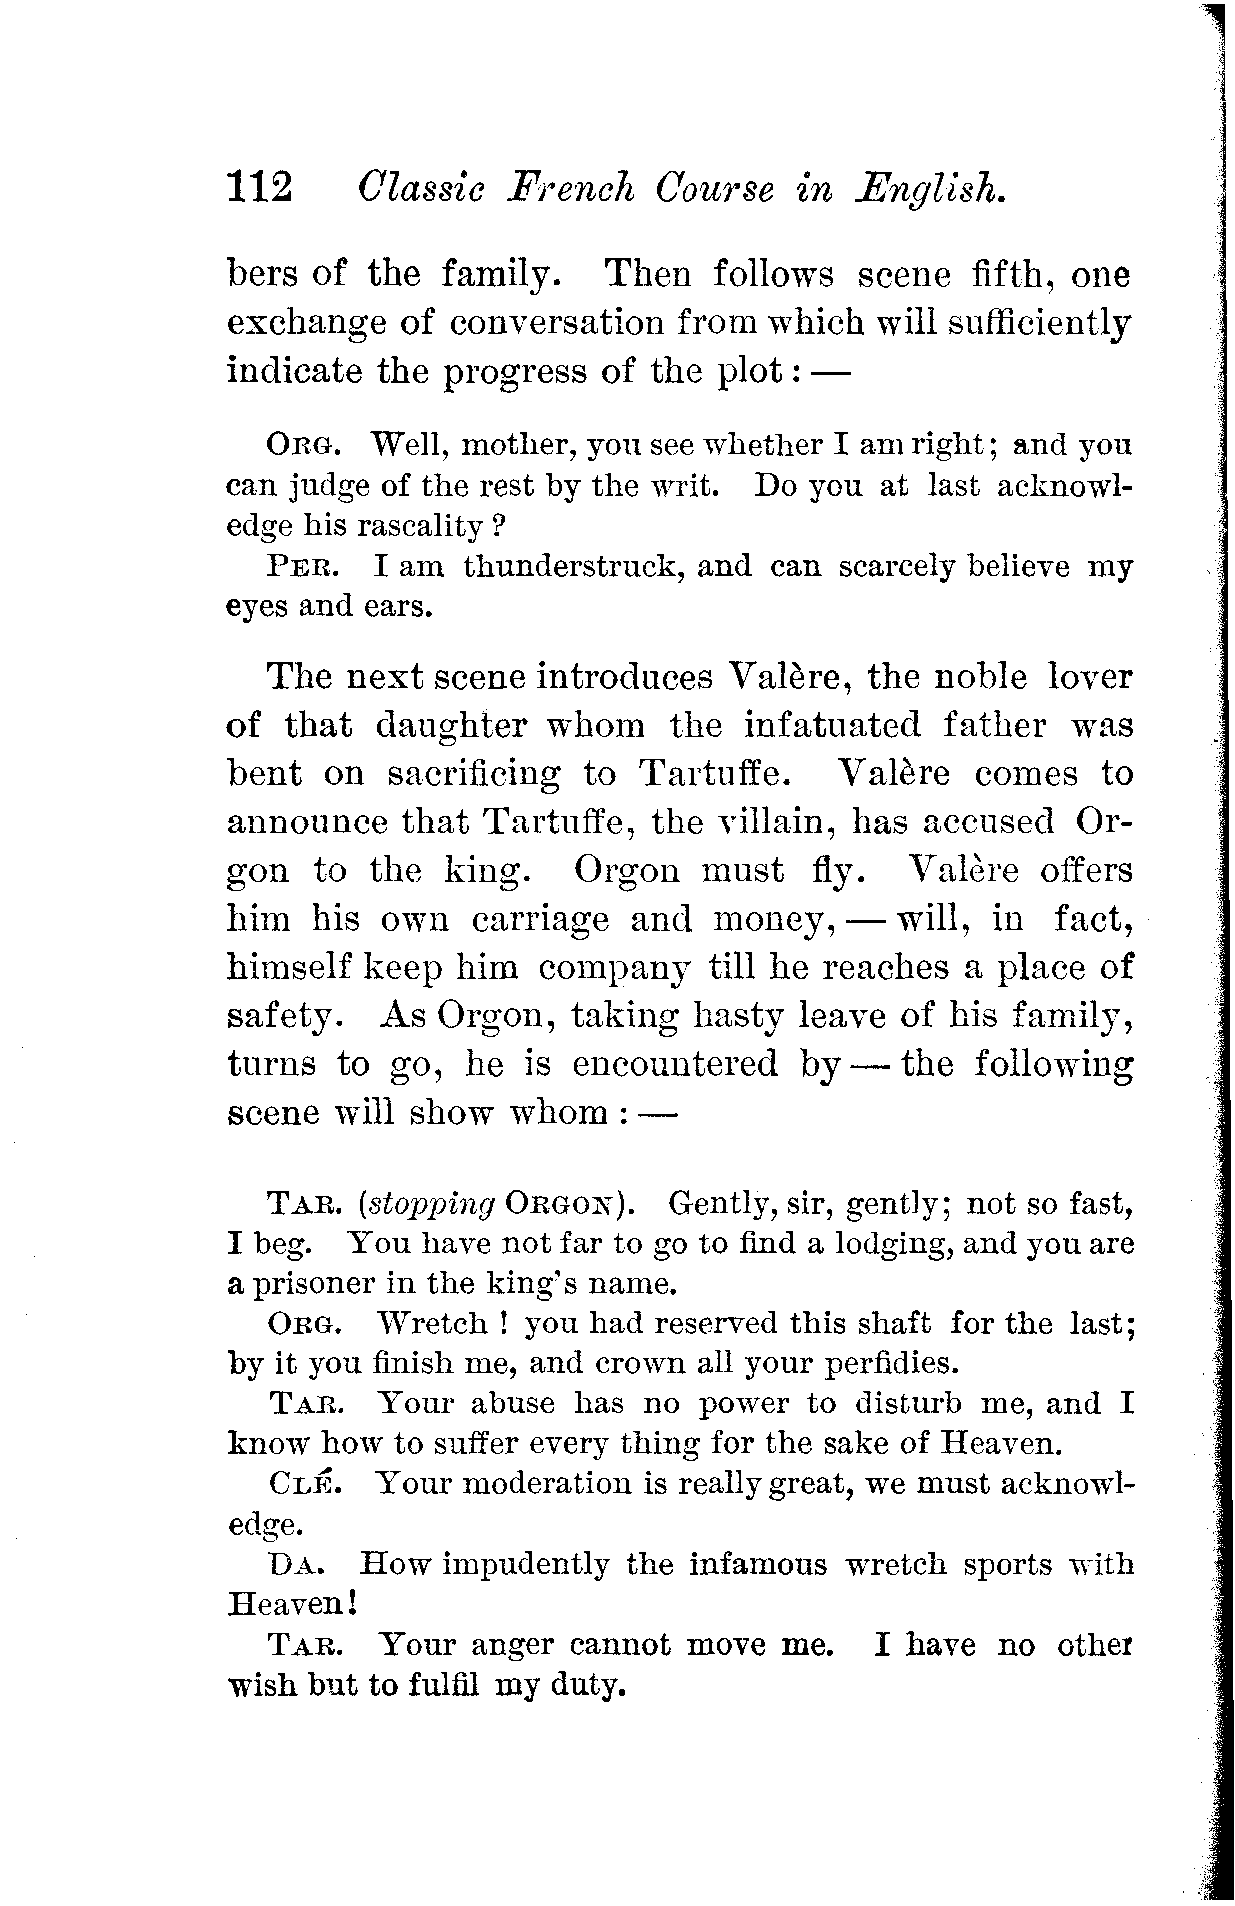 112 Classic French Course in English.
bers of the family. Then follows scene fifth, one
exchange of conversation from which will sufficiently
indicate the progress of the plot: —
ORG. Well, mother, you see whether I am right; and you
can judge of the rest by the writ. Do you at last acknowl-
edge his rascality?
PER. I am thunderstruck, and can scarcely believe my
eyes and ears.
The next scene introduces Valère, the noble lover
of that daughter whom the infatuated father was
bent on sacrificing to Tartuffe. Valère comes to
announce that Tartuffe, the villain, has accused Or-
gon to the king. Orgon must fly. Valère offers
him his own carriage and money, — will, in fact,
himself keep him company till he reaches a place of
safety. As Orgon, taking hasty leave of his family,
turns to go, he is encountered by — the following
scene will show whom: —
TAR. (stopping ORGON). Gently, sir, gently; not so fast,
I beg. You have not far to go to find a lodging, and you are
a prisoner in the king's name.
ORG. Wretch! you had reserved this shaft for the last;
by it you finish me, and crown all your perfidies.
TAR. Your abuse has no power to disturb me, and I
know how to suffer every thing for the sake of Heaven.
CLÉ. Your moderation is really great, we must acknowl-
edge.
DA. How impudently the infamous wretch sports with
Heaven!
TAR. Your anger cannot move me. I have no other
wish but to fulfil my duty.